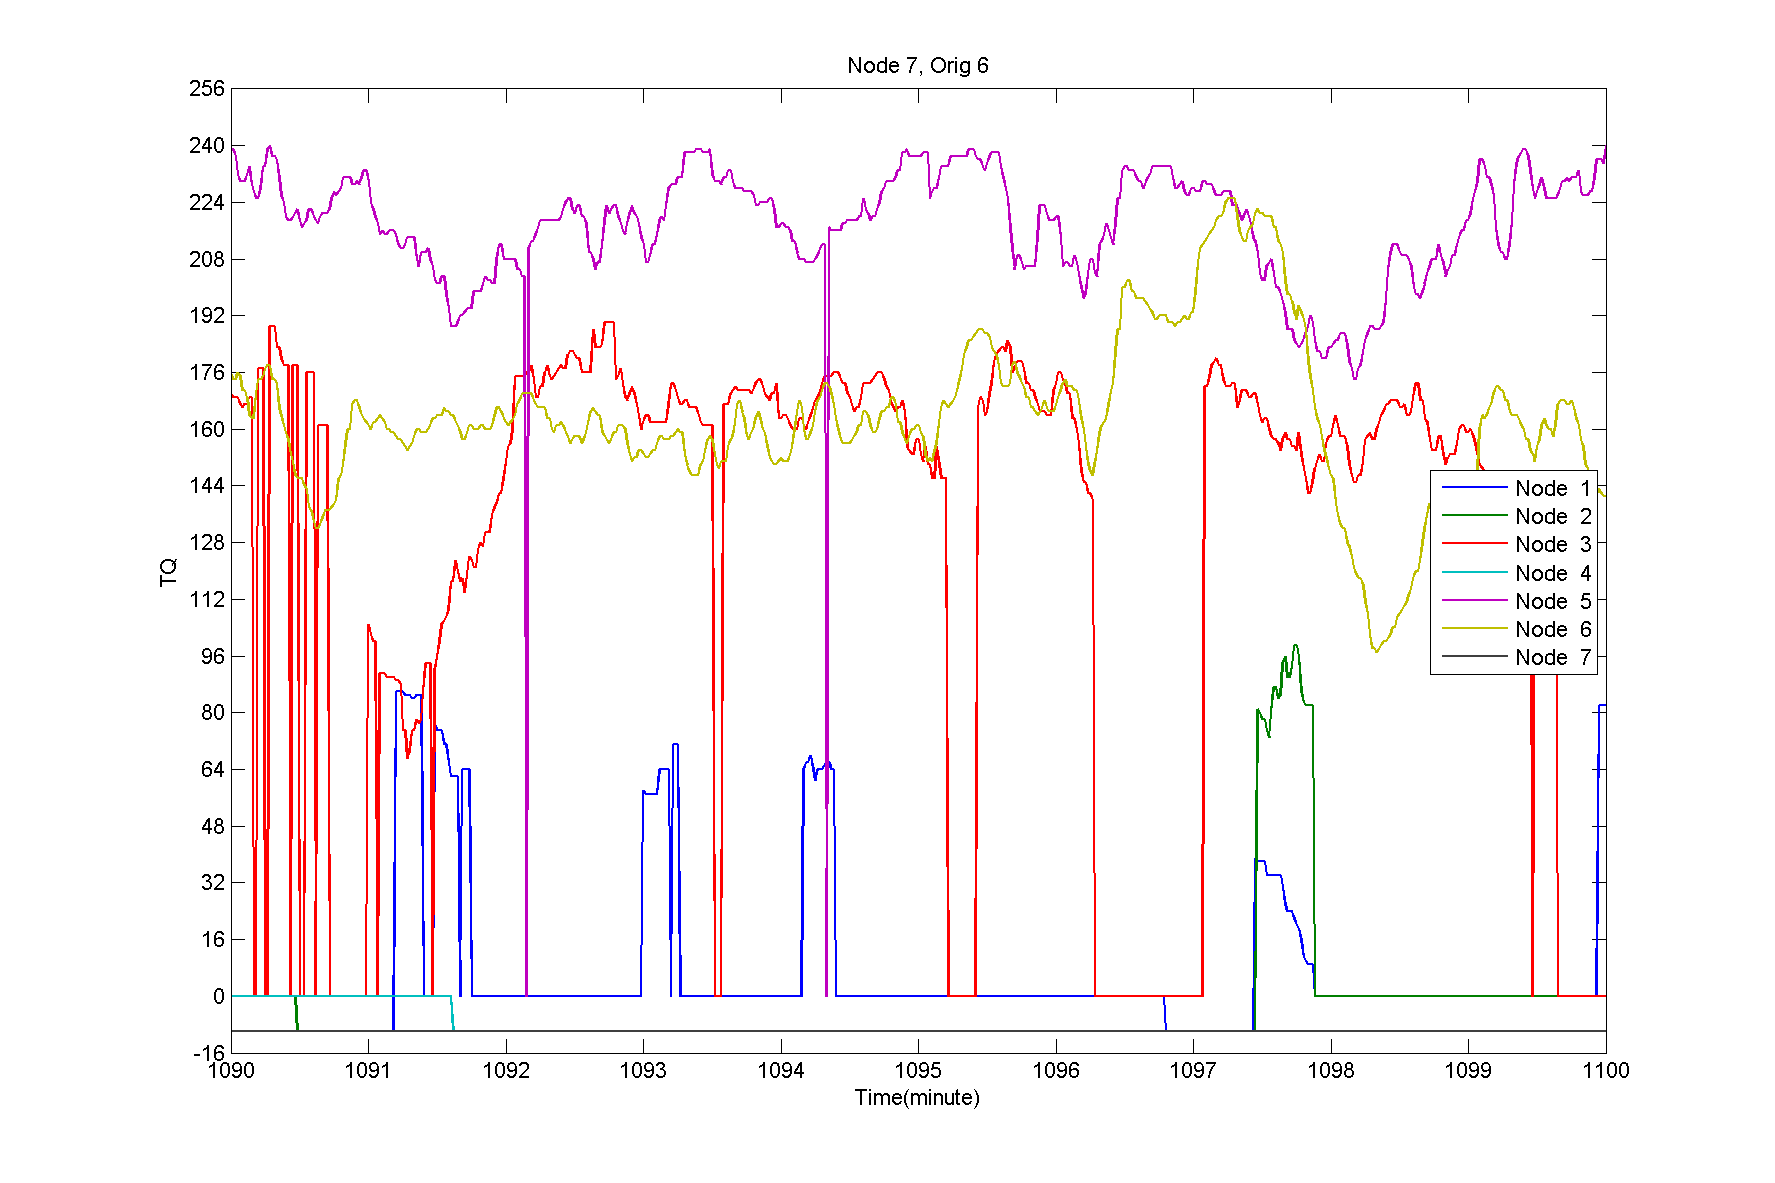 Node 7, Orig 6
256
240
224
208
192
176
160
144
128
112
96
80
64
48
32
16
0
-16
TQ
Node 1
Node 2
Node 3
Node 4
Node 5
Node 6
Node 7
1090 1091 1092 1093 1094 1095 1096 1097 1098 1099 1100
Time(minute)